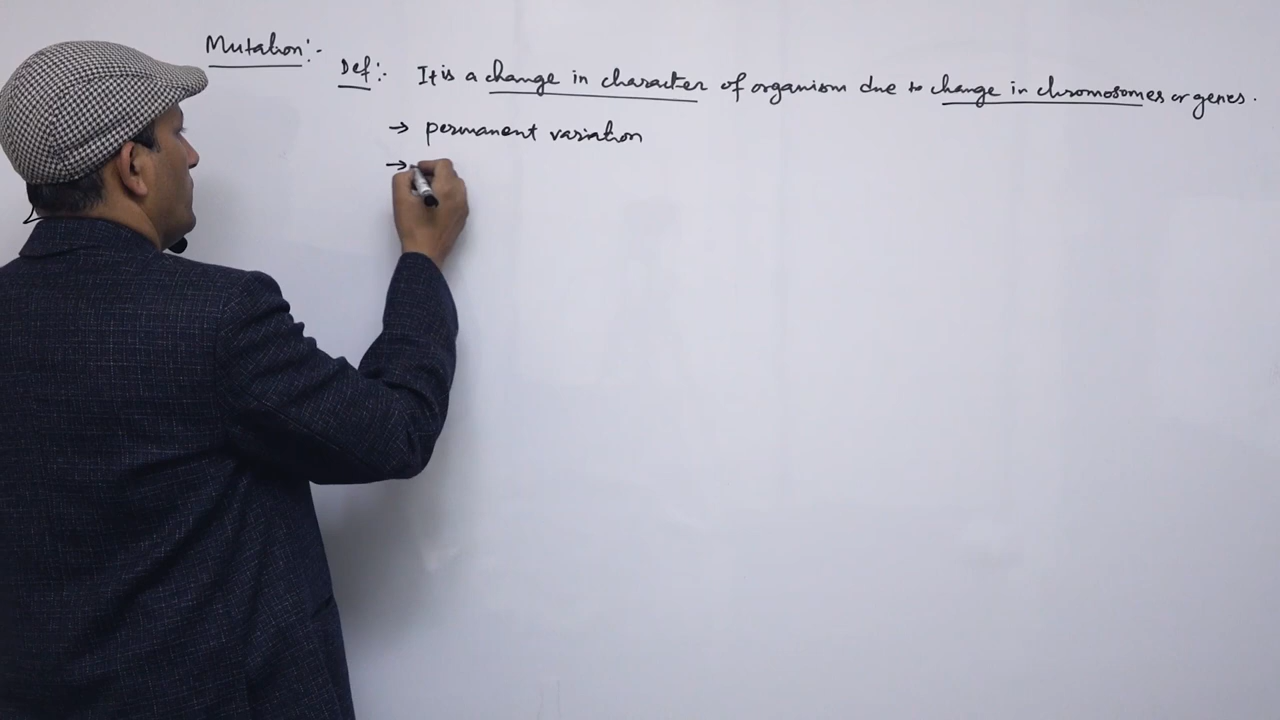 Mutation:-
Def:- It is a change in character of organism due to change in chromosomes or genes.
→ permanent variation
→